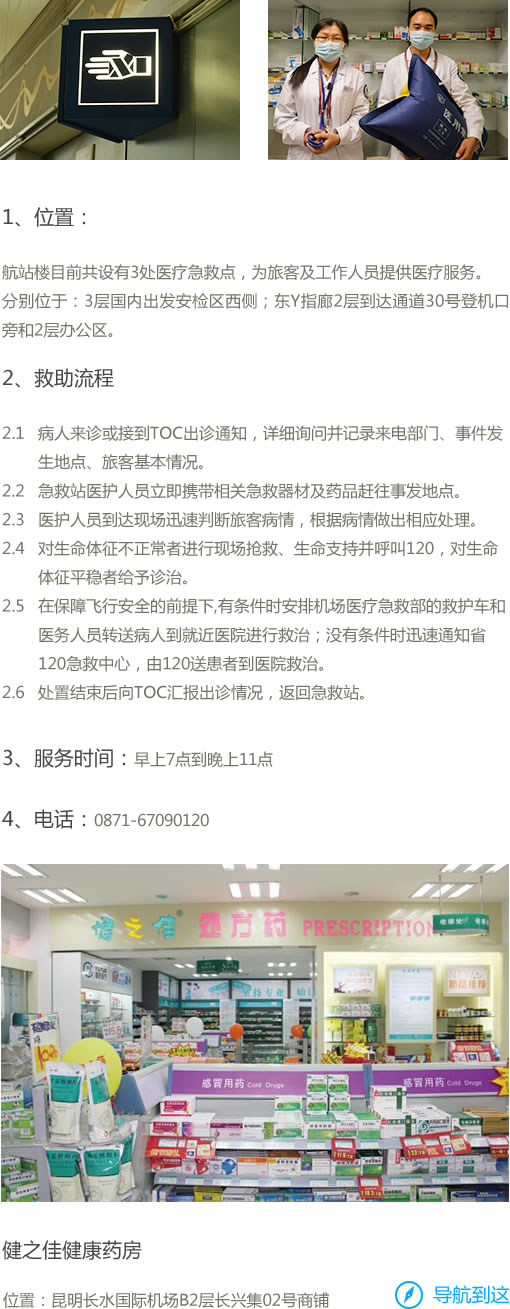 医用
1、位置：
航站楼目前共设有3处医疗急救点，为旅客及工作人员提供医疗服务。
分别位于：3层国内出发安检区西侧；东Y指廊2层到达通道30号登机口
旁和2层办公区。
2、救助流程
2.1 病人来诊或接到TOC出诊通知，详细询问并记录来电部门、事件发
生地点、旅客基本情况。
2.2 急救站医护人员立即携带相关急救器材及药品赶往事发地点。
2.3 医护人员到达现场迅速判断旅客病情，根据病情做出相应处理。
2.4 对生命体征不正常者进行现场抢救、生命支持并呼叫120，对生命
体征平稳者给予诊治。
2.5 在保障飞行安全的前提下,有条件时安排机场医疗急救部的救护车和
医务人员转送病人到就近医院进行救治；没有条件时迅速通知省
120急救中心，由120送患者到医院救治。
2.6 处置结束后向TOC汇报出诊情况，返回急救站。
3、服务时间：早上7点到晚上11点
4、电话：0871-67090120
健之佳® 处方药 PRESCRIPTION
收银处
坚持专业
新品推荐
感冒用药 Cold Drugs
感冒用药 Cold Drugs
健之佳健康药房
位置：昆明长水国际机场B2层长兴集02号商铺
导航到这